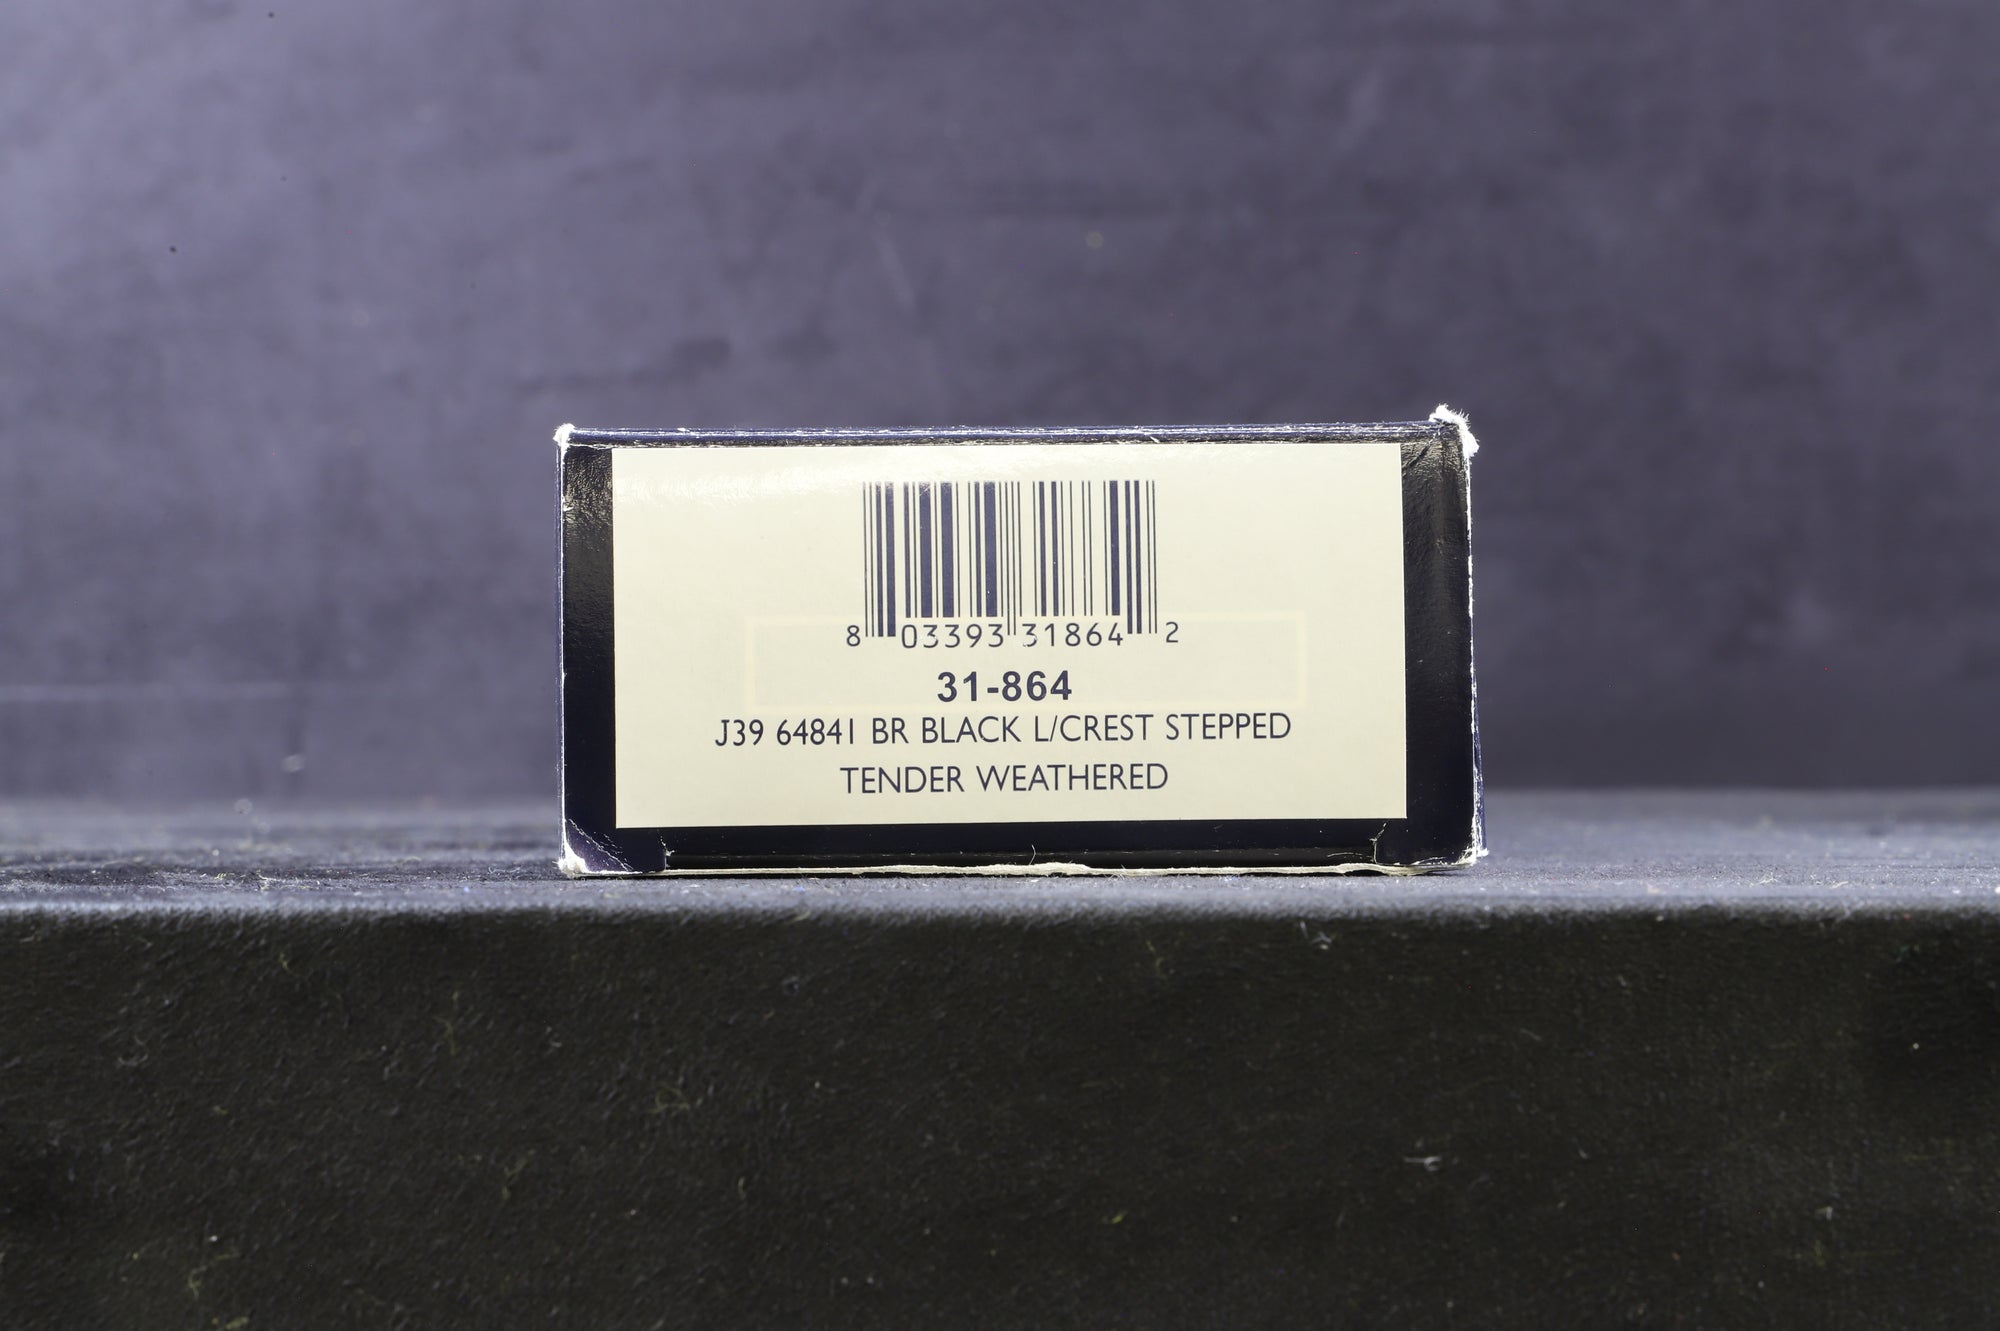 8 03393 31864 2
31-864
J39 64841 BR BLACK L/CREST STEPPED
TENDER WEATHERED